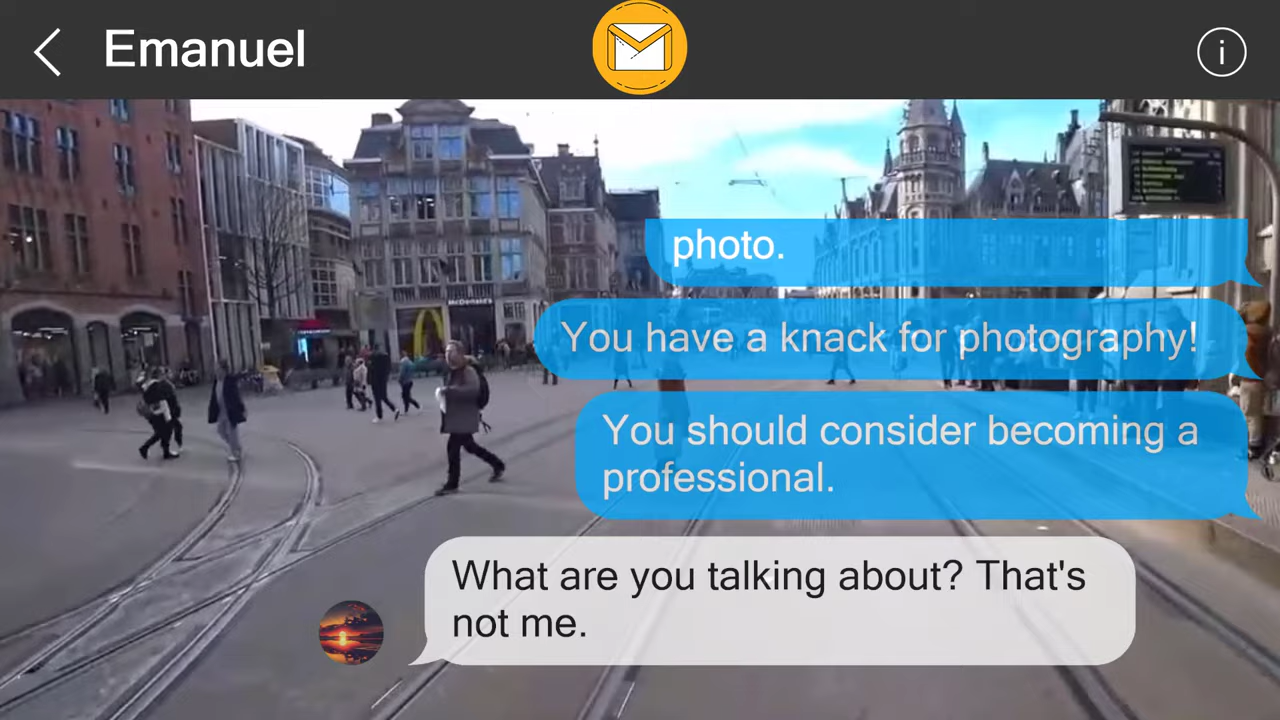 Emanuel
i
photo.
You have a knack for photography!
McDonald's
You should consider becoming a
professional.
What are you talking about? That's
not me.